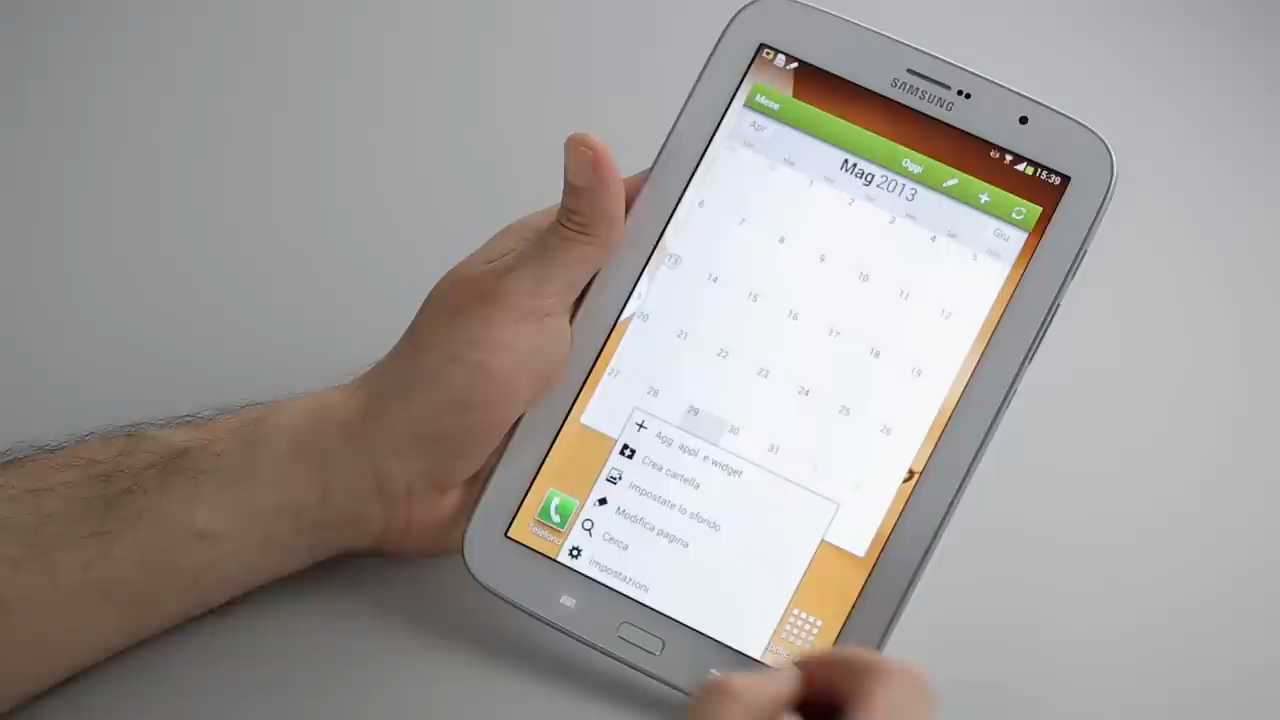 SAMSUNG
15:39
Mese
Oggi
Apr
Mag 2013
Giu
1 2 3 4 5
6 7 8 9 10 11 12
13 14 15 16 17 18 19
20 21 22 23 24 25 26
27 28 29 30 31
Agg. appl. e widget
Crea cartella
Impostate lo sfondo
Modifica pagina
Cerca
Impostazioni
Telefono